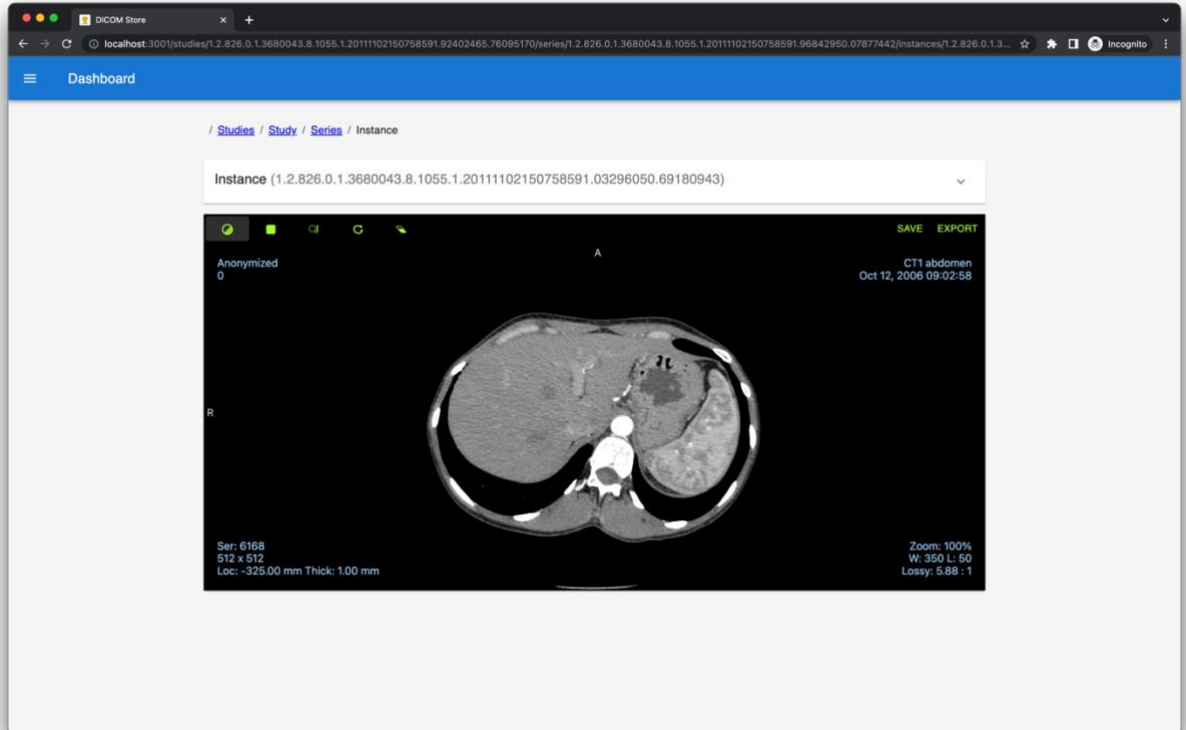 DICOM Store
localhost:3001/studies/1.2.826.0.1.3680043.8.1055.1.20111102150758591.92402465.76095170/series/1.2.826.0.1.3680043.8.1055.1.20111102150758591.96842950.07877442/instances/1.2.826.0.1.3...
Incognito
Dashboard
/ Studies / Study / Series / Instance
Instance (1.2.826.0.1.3680043.8.1055.1.20111102150758591.03296050.69180943)
SAVE EXPORT
A
Anonymized
0
CT1 abdomen
Oct 12, 2006 09:02:58
R
Ser: 6168
512 x 512
Loc: -325.00 mm Thick: 1.00 mm
Zoom: 100%
W: 350 L: 50
Lossy: 5.88 : 1